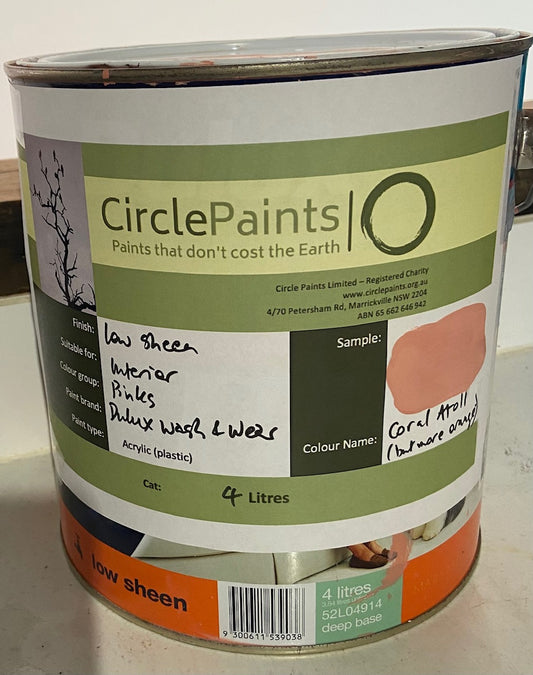 CirclePaints
Paints that don't cost the Earth
Circle Paints Limited – Registered Charity
www.circlepaints.org.au
4/70 Petersham Rd, Marrickville NSW 2204
ABN 65 662 646 942
Finish: low sheen
Suitable for: Interior
Colour group: Pinks
Paint brand: Dulux Wash & Wear
Paint type: Acrylic (plastic)
Sample:
Colour Name: Coral Atoll
(but more orange)
Cat: 4 Litres
low sheen
4 litres
52L04914
deep base
9 300611 539038